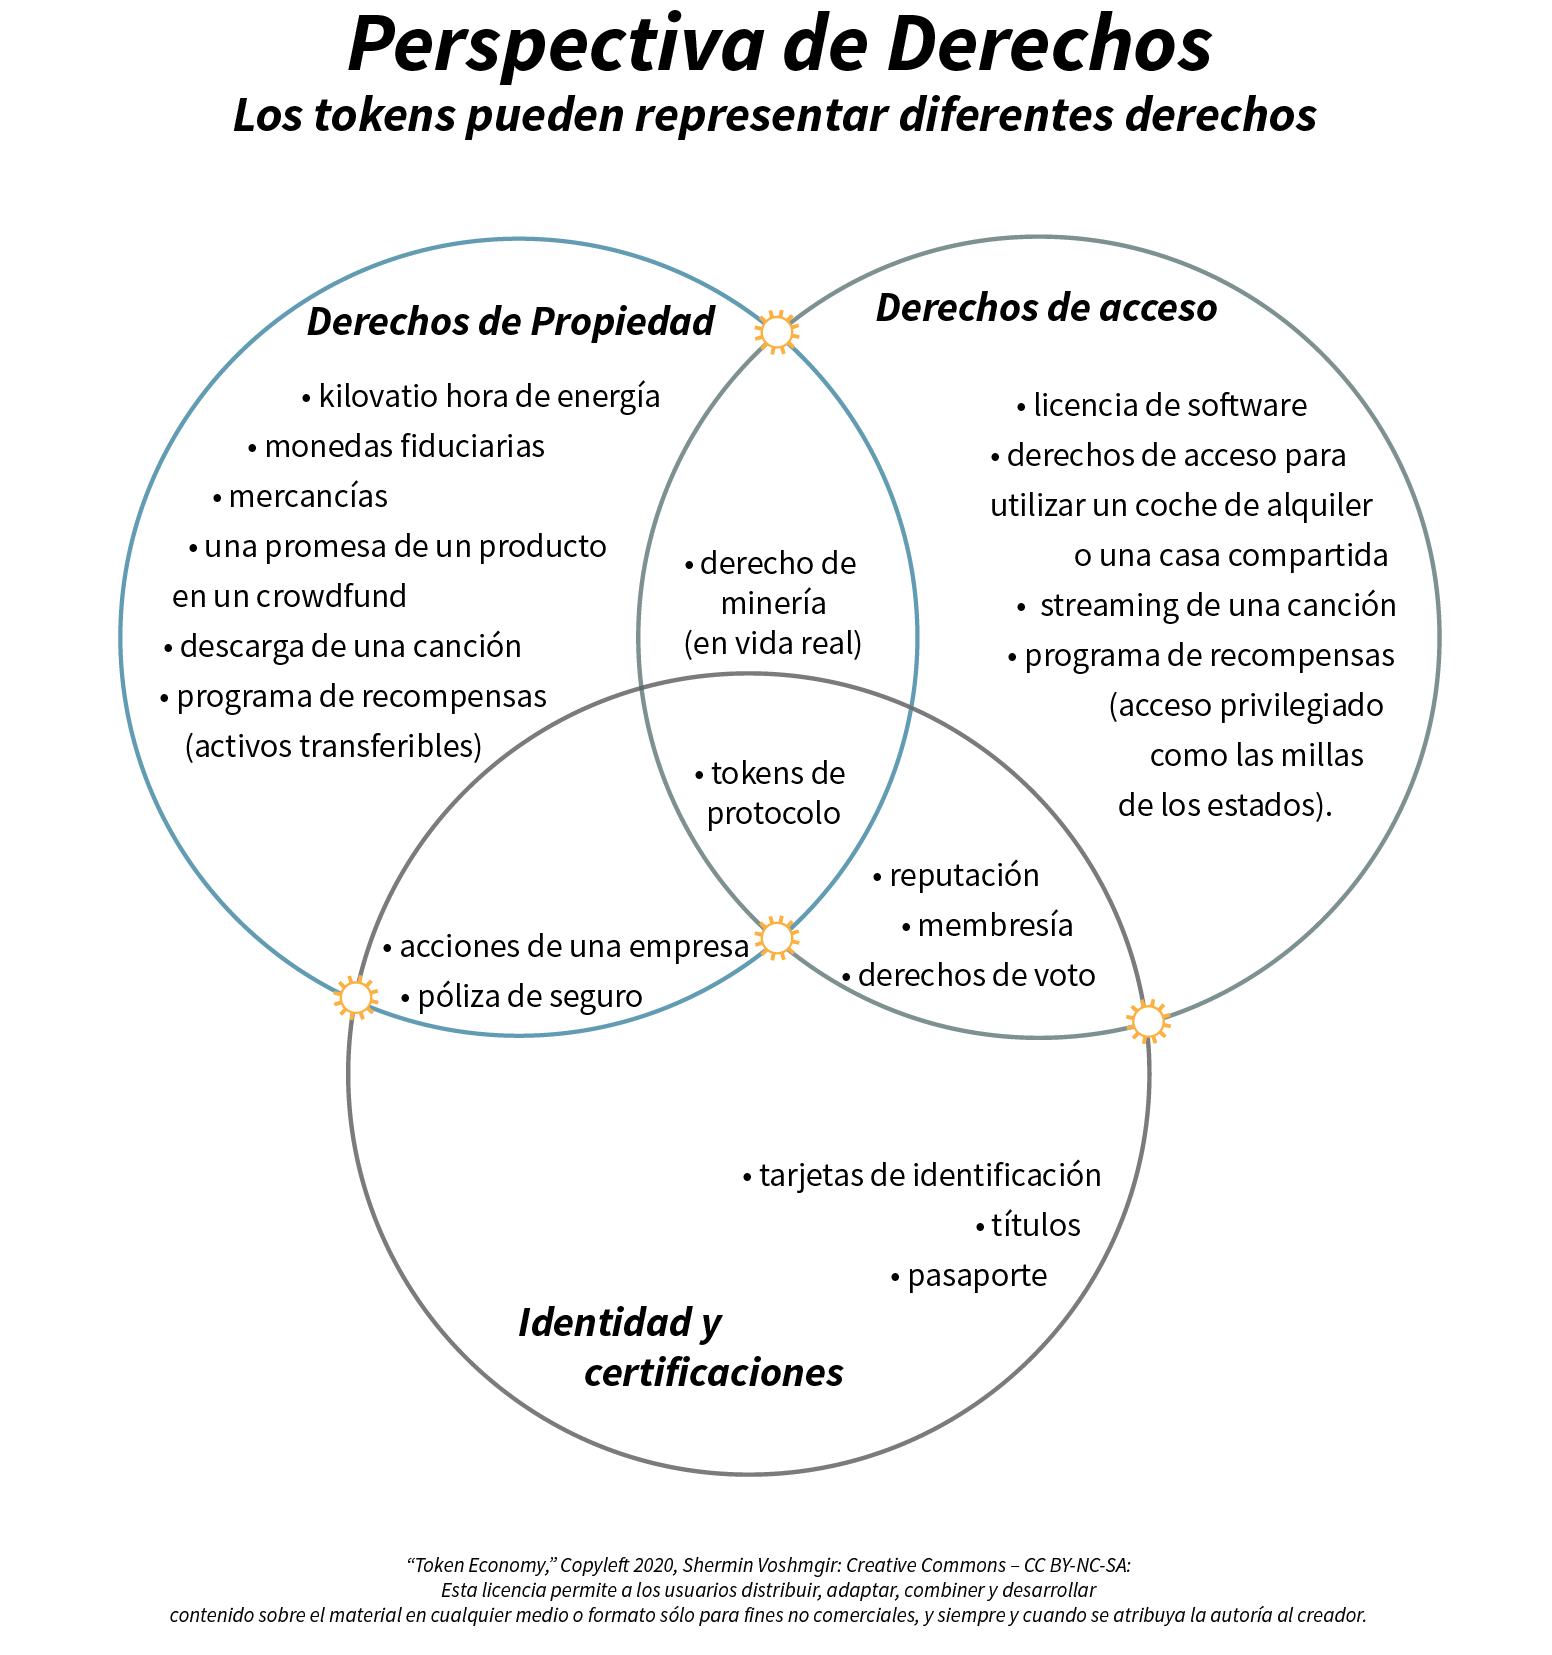 Perspectiva de Derechos
Los tokens pueden representar diferentes derechos
Derechos de Propiedad
• kilovatio hora de energía
• monedas fiduciarias
• mercancías
• una promesa de un producto
en un crowdfund
• descarga de una canción
• programa de recompensas
(activos transferibles)
Derechos de acceso
• licencia de software
• derechos de acceso para
utilizar un coche de alquiler
o una casa compartida
• streaming de una canción
• programa de recompensas
(acceso privilegiado
como las millas
de los estados).
• derecho de
minería
(en vida real)
• tokens de
protocolo
• acciones de una empresa
• póliza de seguro
• reputación
• membresía
• derechos de voto
• tarjetas de identificación
• títulos
• pasaporte
Identidad y
certificaciones
“Token Economy,” Copyleft 2020, Shermin Voshmgir: Creative Commons – CC BY-NC-SA:
Esta licencia permite a los usuarios distribuir, adaptar, combiner y desarrollar
contenido sobre el material en cualquier medio o formato sólo para fines no comerciales, y siempre y cuando se atribuya la autoría al creador.